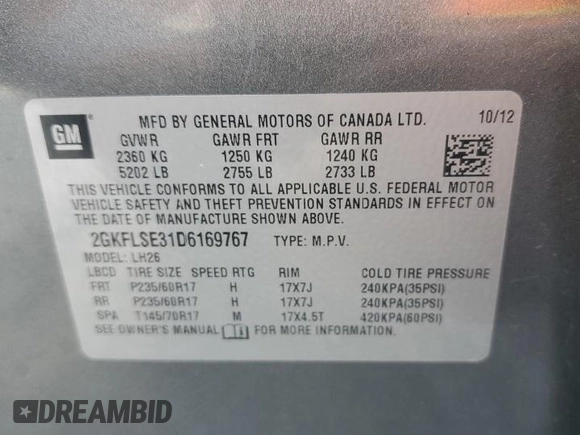 GM
MFD BY GENERAL MOTORS OF CANADA LTD. 10/12
GVWR GAWR FRT GAWR RR
2360 KG 1250 KG 1240 KG
5202 LB 2755 LB 2733 LB
THIS VEHICLE CONFORMS TO ALL APPLICABLE U.S. FEDERAL MOTOR
VEHICLE SAFETY AND THEFT PREVENTION STANDARDS IN EFFECT ON
THE DATE OF MANUFACTURE SHOWN ABOVE.
2GKFLSE31D6169767 TYPE: M.P.V.
MODEL: LH26
LBCD TIRE SIZE SPEED RTG RIM COLD TIRE PRESSURE
FRT P235/60R17 H 17X7J 240KPA(35PSI)
RR P235/60R17 H 17X7J 240KPA(35PSI)
SPA T145/70R17 M 17X4.5T 420KPA(60PSI)
SEE OWNER'S MANUAL FOR MORE INFORMATION.
DREAMBID